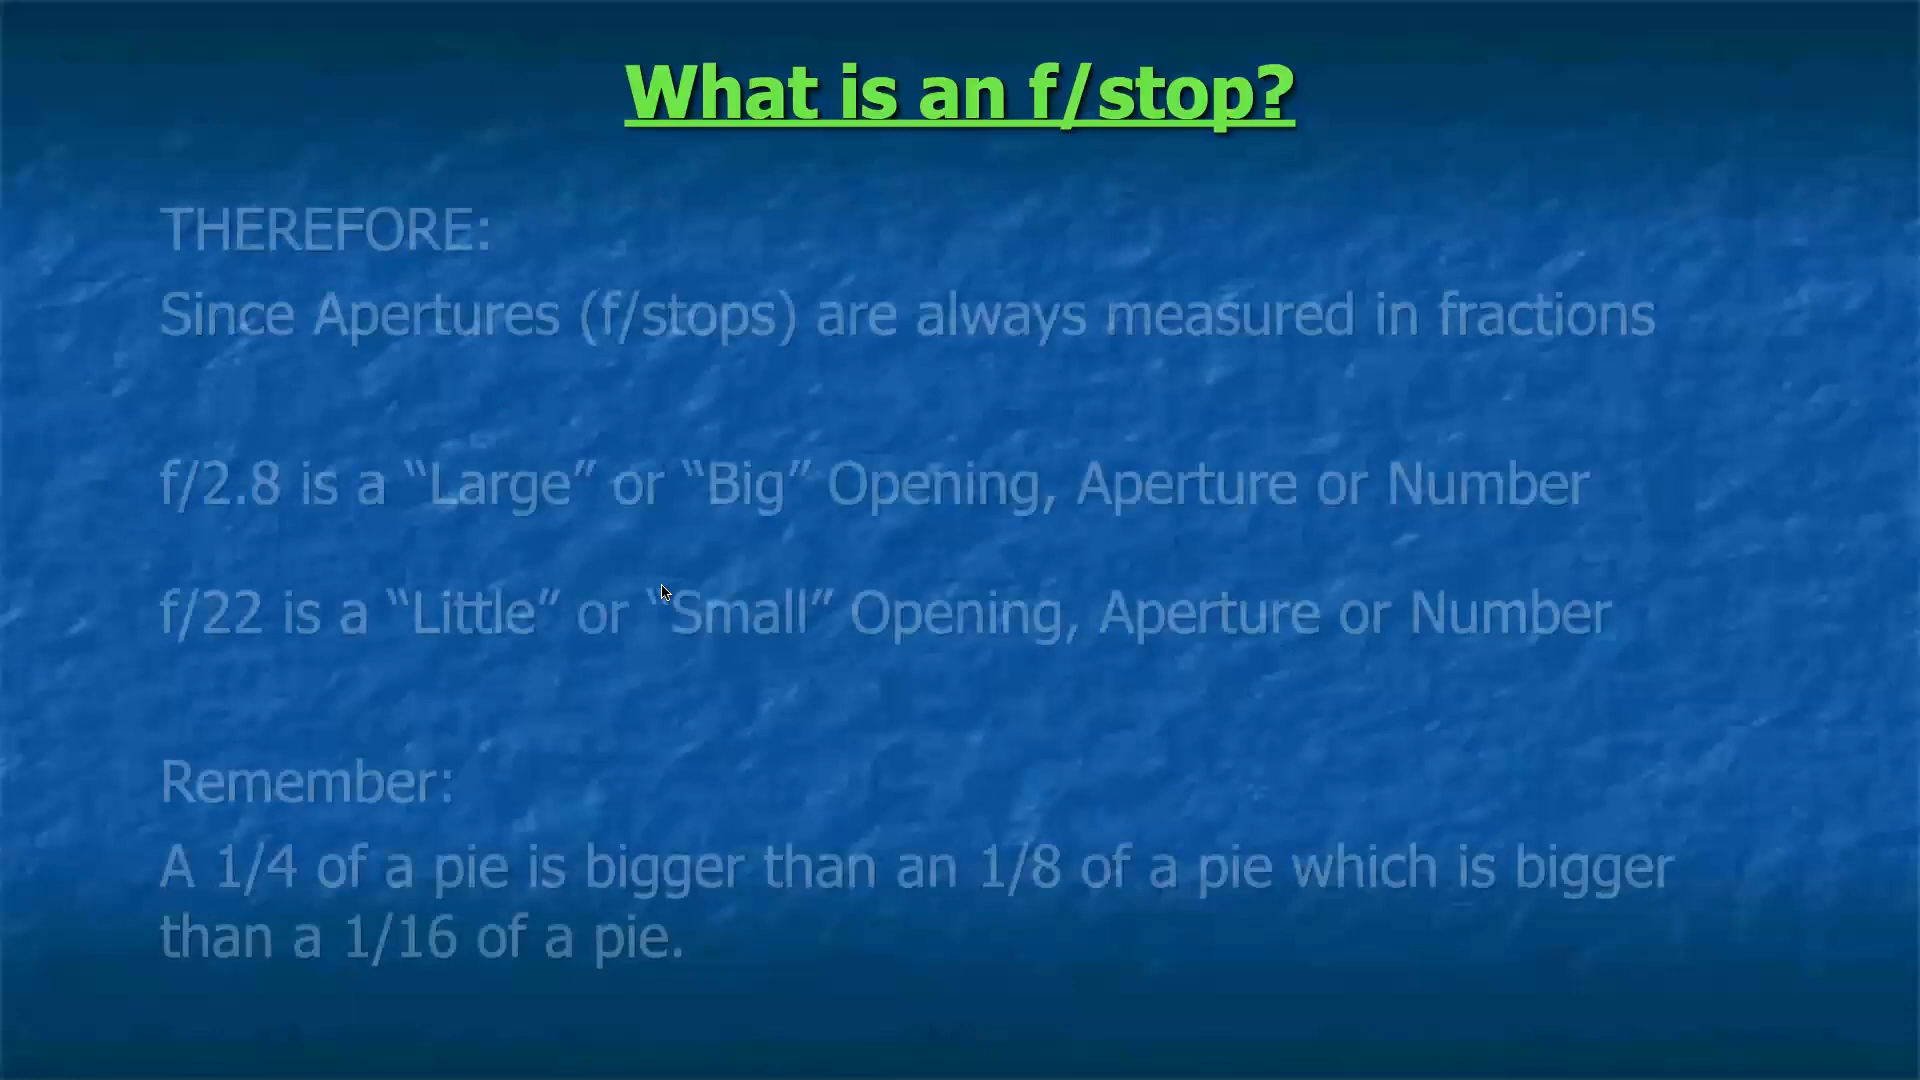 What is an f/stop?
THEREFORE:
Since Apertures (f/stops) are always measured in fractions
f/2.8 is a “Large” or “Big” Opening, Aperture or Number
f/22 is a “Little” or “Small” Opening, Aperture or Number
Remember:
A 1/4 of a pie is bigger than an 1/8 of a pie which is bigger
than a 1/16 of a pie.